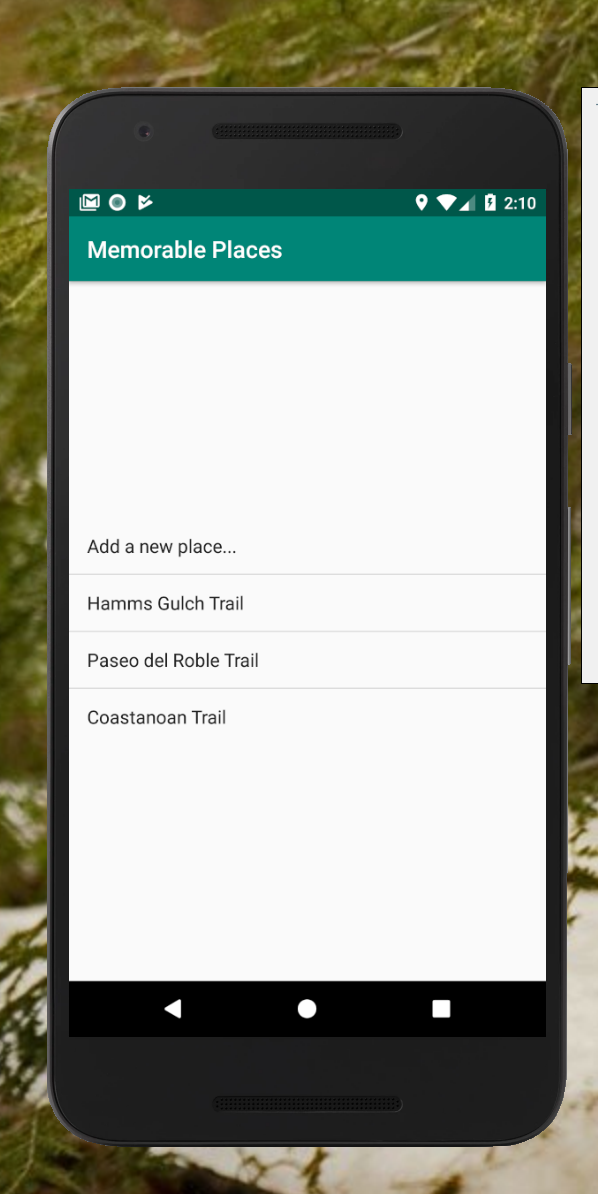 2:10
Memorable Places
Add a new place...
Hamms Gulch Trail
Paseo del Roble Trail
Coastanoan Trail